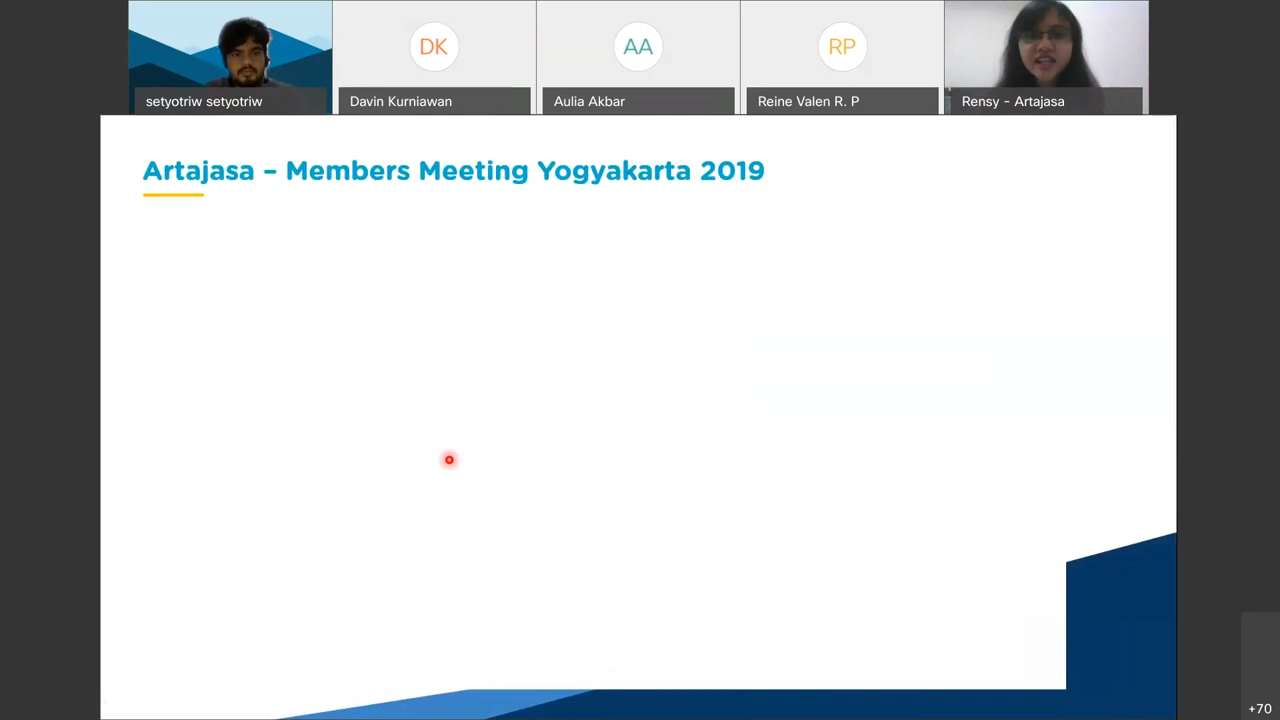 DK
AA
RP
setyotriw setyotriw
Davin Kurniawan
Aulia Akbar
Reine Valen R. P
Rensy - Artajasa
Artajasa – Members Meeting Yogyakarta 2019
+70